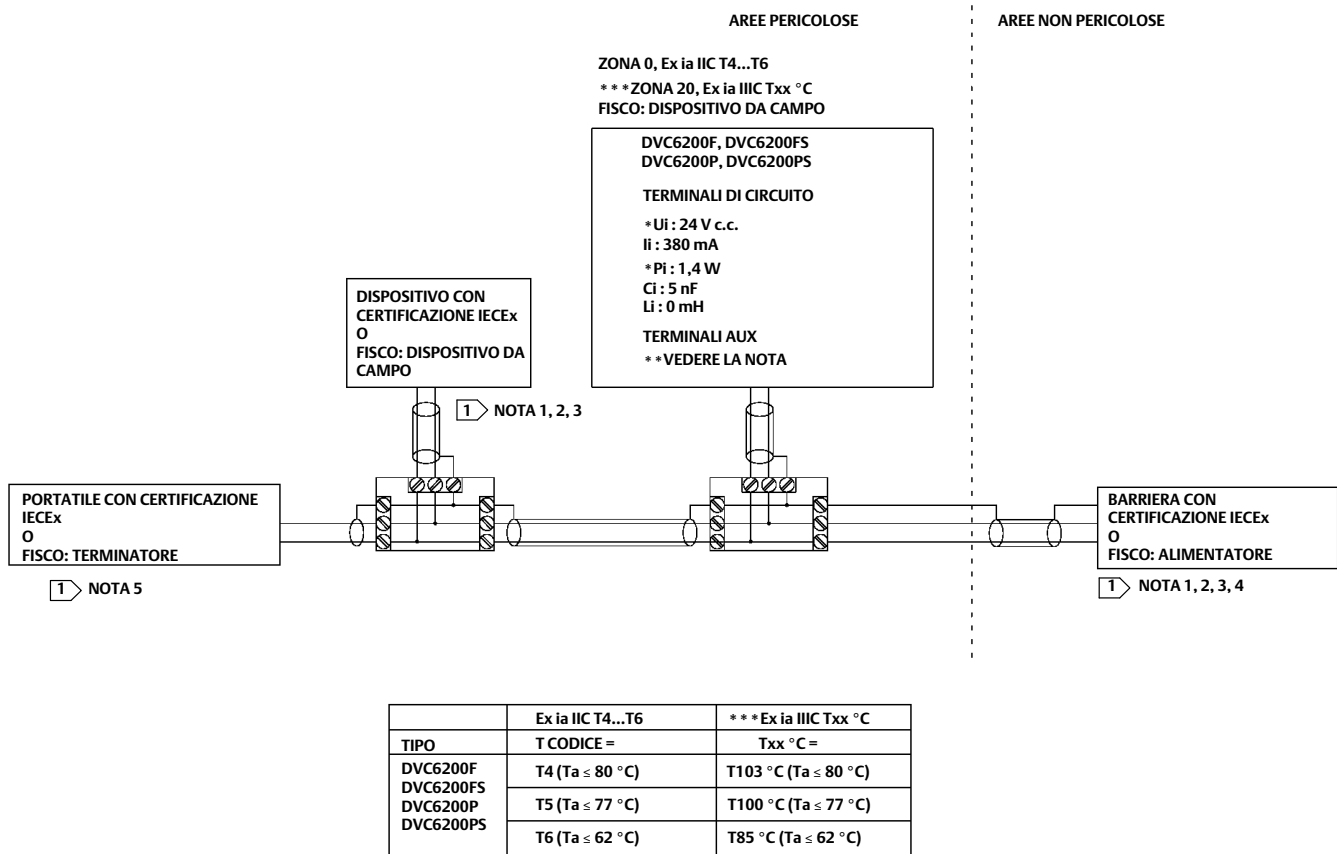 AREE PERICOLOSE
AREE NON PERICOLOSE
ZONA 0, Ex ia IIC T4...T6
***ZONA 20, Ex ia IIIC Txx °C
FISCO: DISPOSITIVO DA CAMPO
DVC6200F, DVC6200FS
DVC6200P, DVC6200PS
TERMINALI DI CIRCUITO
*Ui : 24 V c.c.
Ii : 380 mA
*Pi : 1,4 W
Ci : 5 nF
Li : 0 mH
TERMINALI AUX
**VEDERE LA NOTA
DISPOSITIVO CON
CERTIFICAZIONE IECEx
O
FISCO: DISPOSITIVO DA
CAMPO
1 NOTA 1, 2, 3
PORTATILE CON CERTIFICAZIONE
IECEx
O
FISCO: TERMINATORE
1 NOTA 5
BARRIERA CON
CERTIFICAZIONE IECEx
O
FISCO: ALIMENTATORE
1 NOTA 1, 2, 3, 4
Ex ia IIC T4...T6
***Ex ia IIIC Txx °C
TIPO
T CODICE =
Txx °C =
DVC6200F
DVC6200FS
DVC6200P
DVC6200PS
T4 (Ta ≤ 80 °C)
T103 °C (Ta ≤ 80 °C)
T5 (Ta ≤ 77 °C)
T100 °C (Ta ≤ 77 °C)
T6 (Ta ≤ 62 °C)
T85 °C (Ta ≤ 62 °C)